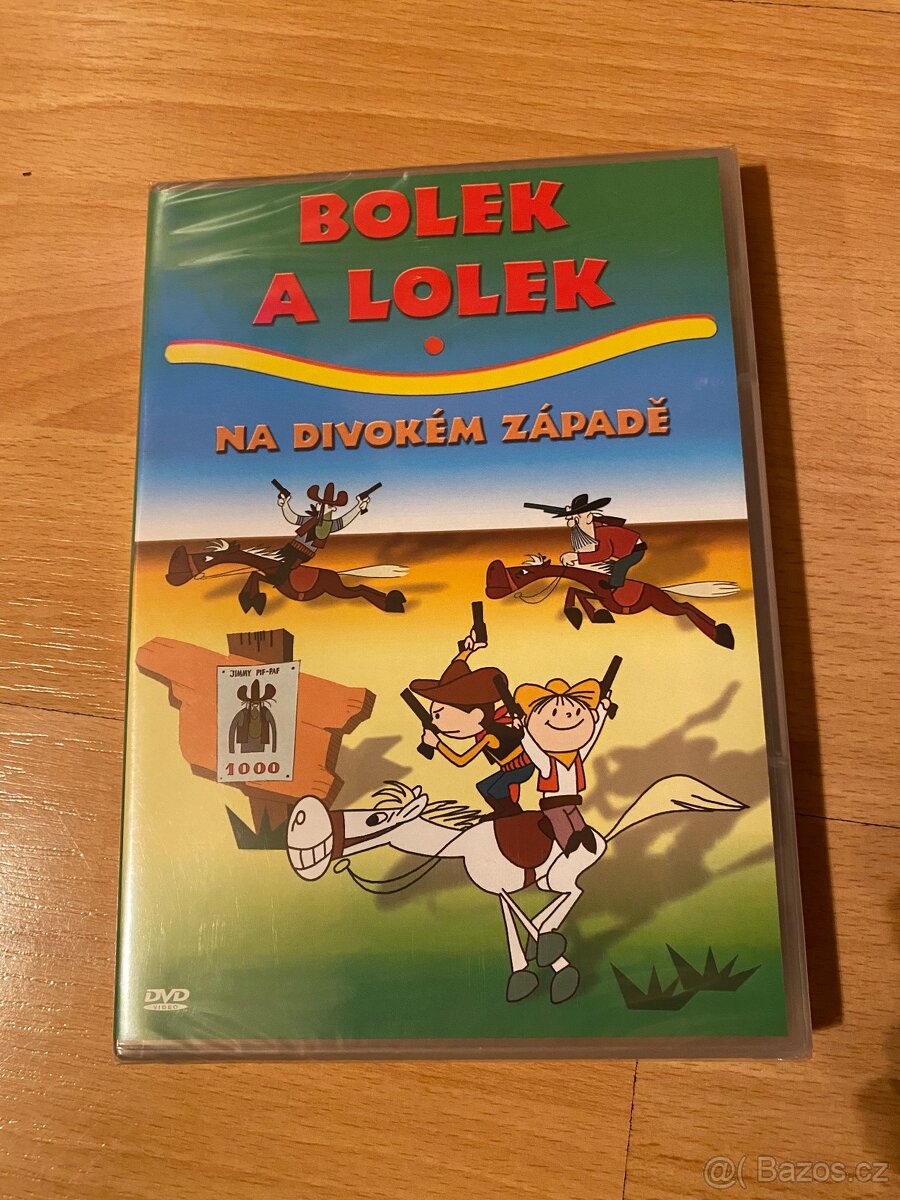 BOLEK
A LOLEK
NA DIVOKÉM ZÁPADĚ
JIMMY PIF-PAF
1000
DVD
VIDEO
@( Bazos.cz